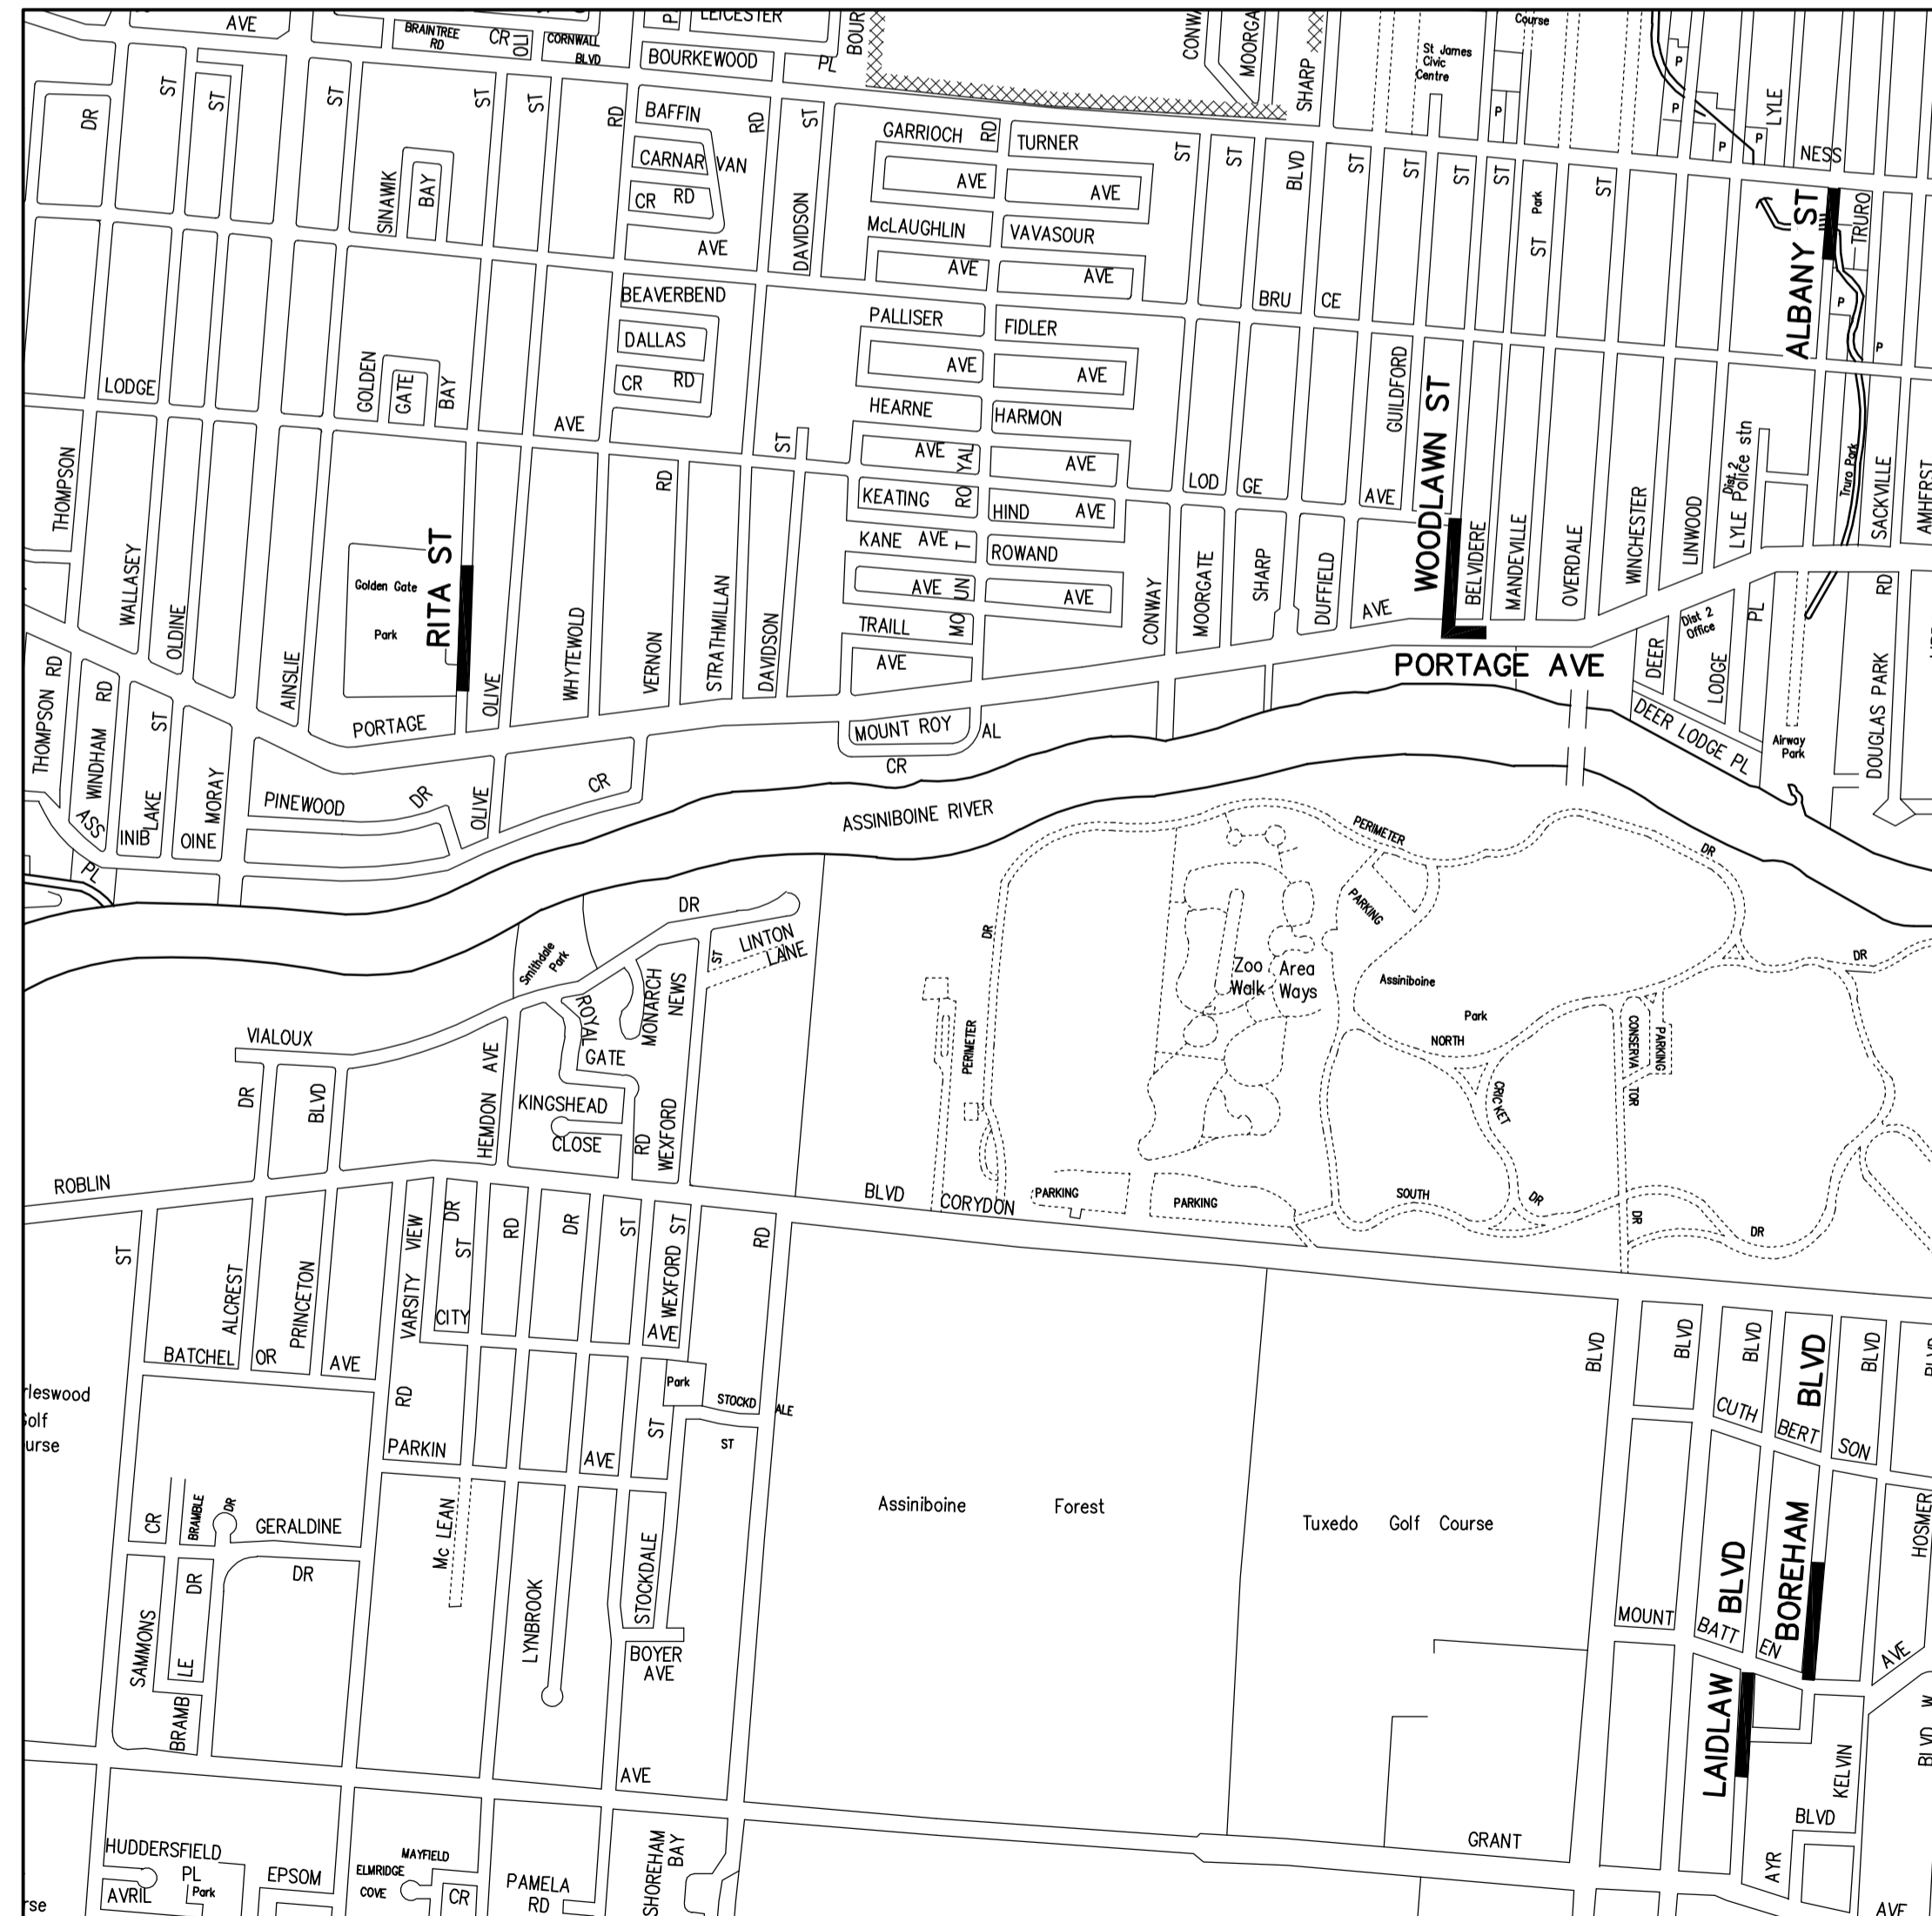 AVE
BRAINTREE
RD
CR
CORNWALL
BLVD
LEICESTER
BOURKEWOOD
PL
BOUR
CONWA
MOORGA
SHARP
St James
Civic
Centre
Course
P
P
P
P
P
LYLE
NESS
DR
ST
ST
ST
ST
ST
RD
BAFFIN
RD
ST
CARNAR VAN
CR RD
AVE
SINAWIK
BAY
DAVIDSON
GARRIOCH
RD
TURNER
AVE
AVE
McLAUGHLIN
VAVASOUR
AVE
AVE
ST
ST
BLVD
ST
ST
ST
ST
ST
Park
ST
BRU CE
ALBANY ST
TRURO
P
P
BEAVERBEND
DALLAS
CR RD
PALLISER
FIDLER
AVE
AVE
HEARNE
HARMON
AVE
AVE
KEATING
HIND AVE
KANE AVE
ROWAND
AVE
AVE
TRAILL
AVE
MO UN T RO YAL
LODGE
GOLDEN
GATE
BAY
AVE
ST
LOD GE
AVE
GUILDFORD
WOODLAWN ST
THOMPSON
WALLASEY
OLDINE
AINSLIE
Golden Gate
Park
RITA ST
OLIVE
WHYTEWOLD
VERNON
RD
STRATHMILLAN
DAVIDSON
CONWAY
MOORGATE
SHARP
DUFFIELD
AVE
BELVIDERE
MANDEVILLE
OVERDALE
WINCHESTER
LINWOOD
LYLE
Dist 2
Police stn
Truro Park
SACKVILLE
AMHERST
PORTAGE AVE
DEER
LODGE
Dist 2
Office
PL
DEER LODGE PL
Airway
Park
DOUGLAS PARK
RD
THOMPSON RD
WINDHAM RD
LAKE ST
MORAY
ASS INIB OINE
PL
PORTAGE
PINEWOOD DR
OLIVE
CR
MOUNT ROY AL
CR
ASSINIBOINE RIVER
PERIMETER
DR
PARKING
DR
DR
Zoo Area
Walk Ways
Assiniboine
Park
NORTH
PERIMETER
CRICKET
CONSERVA TOR
PARKING
SOUTH
DR
DR
DR
PARKING
PARKING
Smithdale
Park
DR
LINTON
LANE
ST
MONARCH
NEWS
ROYAL
GATE
VIALOUX
HEMDON AVE
KINGSHEAD
CLOSE
RD
WEXFORD
DR
BLVD
ROBLIN
BLVD
CORYDON
ST
ALCREST
PRINCETON
VARSITY VIEW
DR
ST
CITY
RD
DR
ST
WEXFORD ST
AVE
RD
BATCHEL OR
AVE
rleswood
Golf
urse
RD
PARKIN
AVE
Park
STOCKD ALE
ST
ST
CR
BRAMBLE
DR
GERALDINE
DR
DR
Mc LEAN
LYNBROOK
STOCKDALE
SAMMONS
BRAMB LE
BOYER
AVE
AVE
Assiniboine Forest
Tuxedo Golf Course
BLVD
BLVD
BLVD
BLVD
BLVD
CUTH BERT SON
BOREHAM
BLVD
HOSMER
MOUNT
BATT EN
AVE
LAIDLAW
KELVIN
BLVD W
BLVD
AYR
GRANT
AVE
HUDDERSFIELD
PL
Park
AVRIL
EPSOM
MAYFIELD
ELMRIDGE
COVE
CR
PAMELA
RD
SHOREHAM
BAY
rse